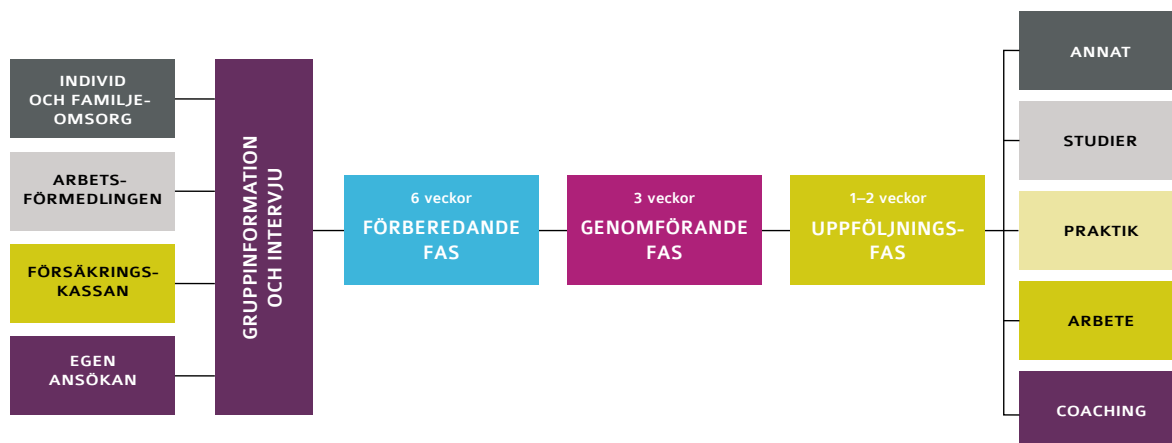 INDIVID
OCH FAMILJE-
OMSORG
ARBETS-
FÖRMEDLINGEN
FÖRSÄKRINGS-
KASSAN
EGEN
ANSÖKAN
GRUPPINFORMATION
OCH INTERVJU
6 veckor
FÖRBEREDANDE
FAS
3 veckor
GENOMFÖRANDE
FAS
1–2 veckor
UPPFÖLJNINGS-
FAS
ANNAT
STUDIER
PRAKTIK
ARBETE
COACHING